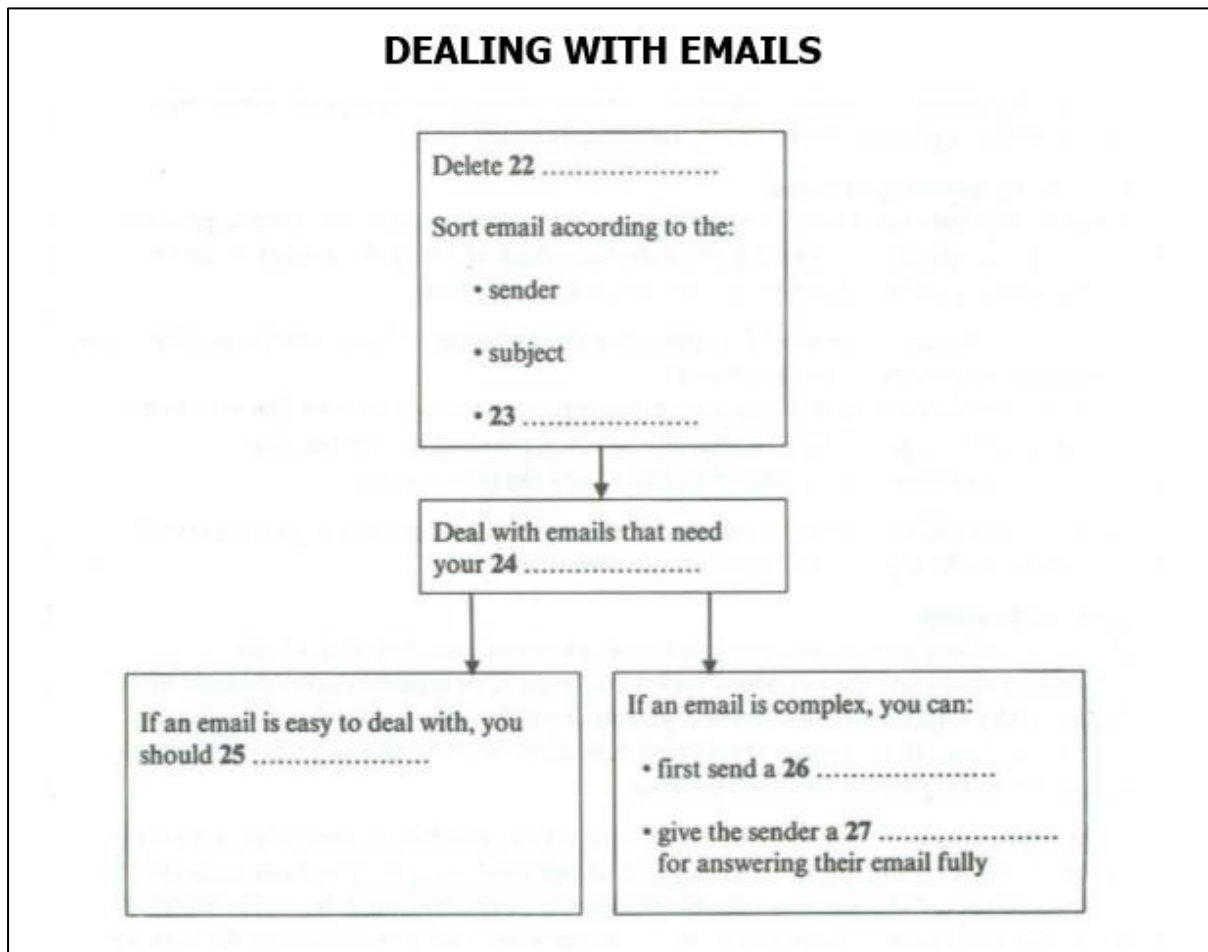 DEALING WITH EMAILS
Delete 22 .....................
Sort email according to the:
• sender
• subject
• 23 .....................
Deal with emails that need
your 24 .....................
If an email is easy to deal with, you
should 25 .....................
If an email is complex, you can:
• first send a 26 .....................
• give the sender a 27 .....................
for answering their email fully